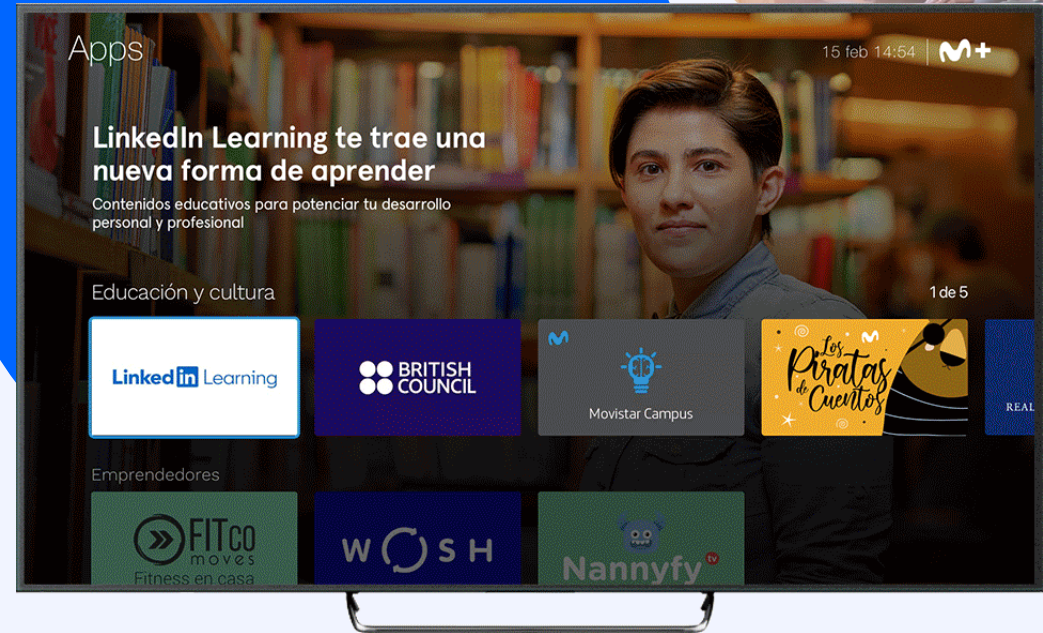 Apps
15 feb 14:54
M+
LinkedIn Learning te trae una
nueva forma de aprender
Contenidos educativos para potenciar tu desarrollo
personal y profesional
Educación y cultura
1 de 5
Linked in Learning
BRITISH
COUNCIL
Movistar Campus
Los
Piratas
de Cuentos
REAL
Emprendedores
FITCO
moves
Fitness en casa
WOSH
Nannyfy tv